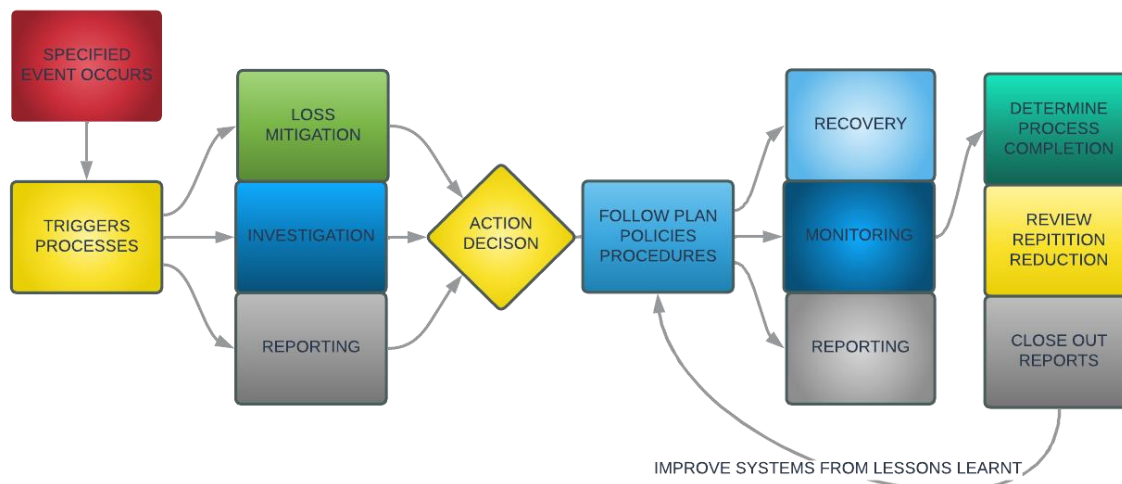 SPECIFIED
EVENT OCCURS
TRIGGERS
PROCESSES
LOSS
MITIGATION
INVESTIGATION
REPORTING
ACTION
DECISON
FOLLOW PLAN
POLICIES
PROCEDURES
RECOVERY
MONITORING
REPORTING
DETERMINE
PROCESS
COMPLETION
REVIEW
REPITITION
REDUCTION
CLOSE OUT
REPORTS
IMPROVE SYSTEMS FROM LESSONS LEARNT